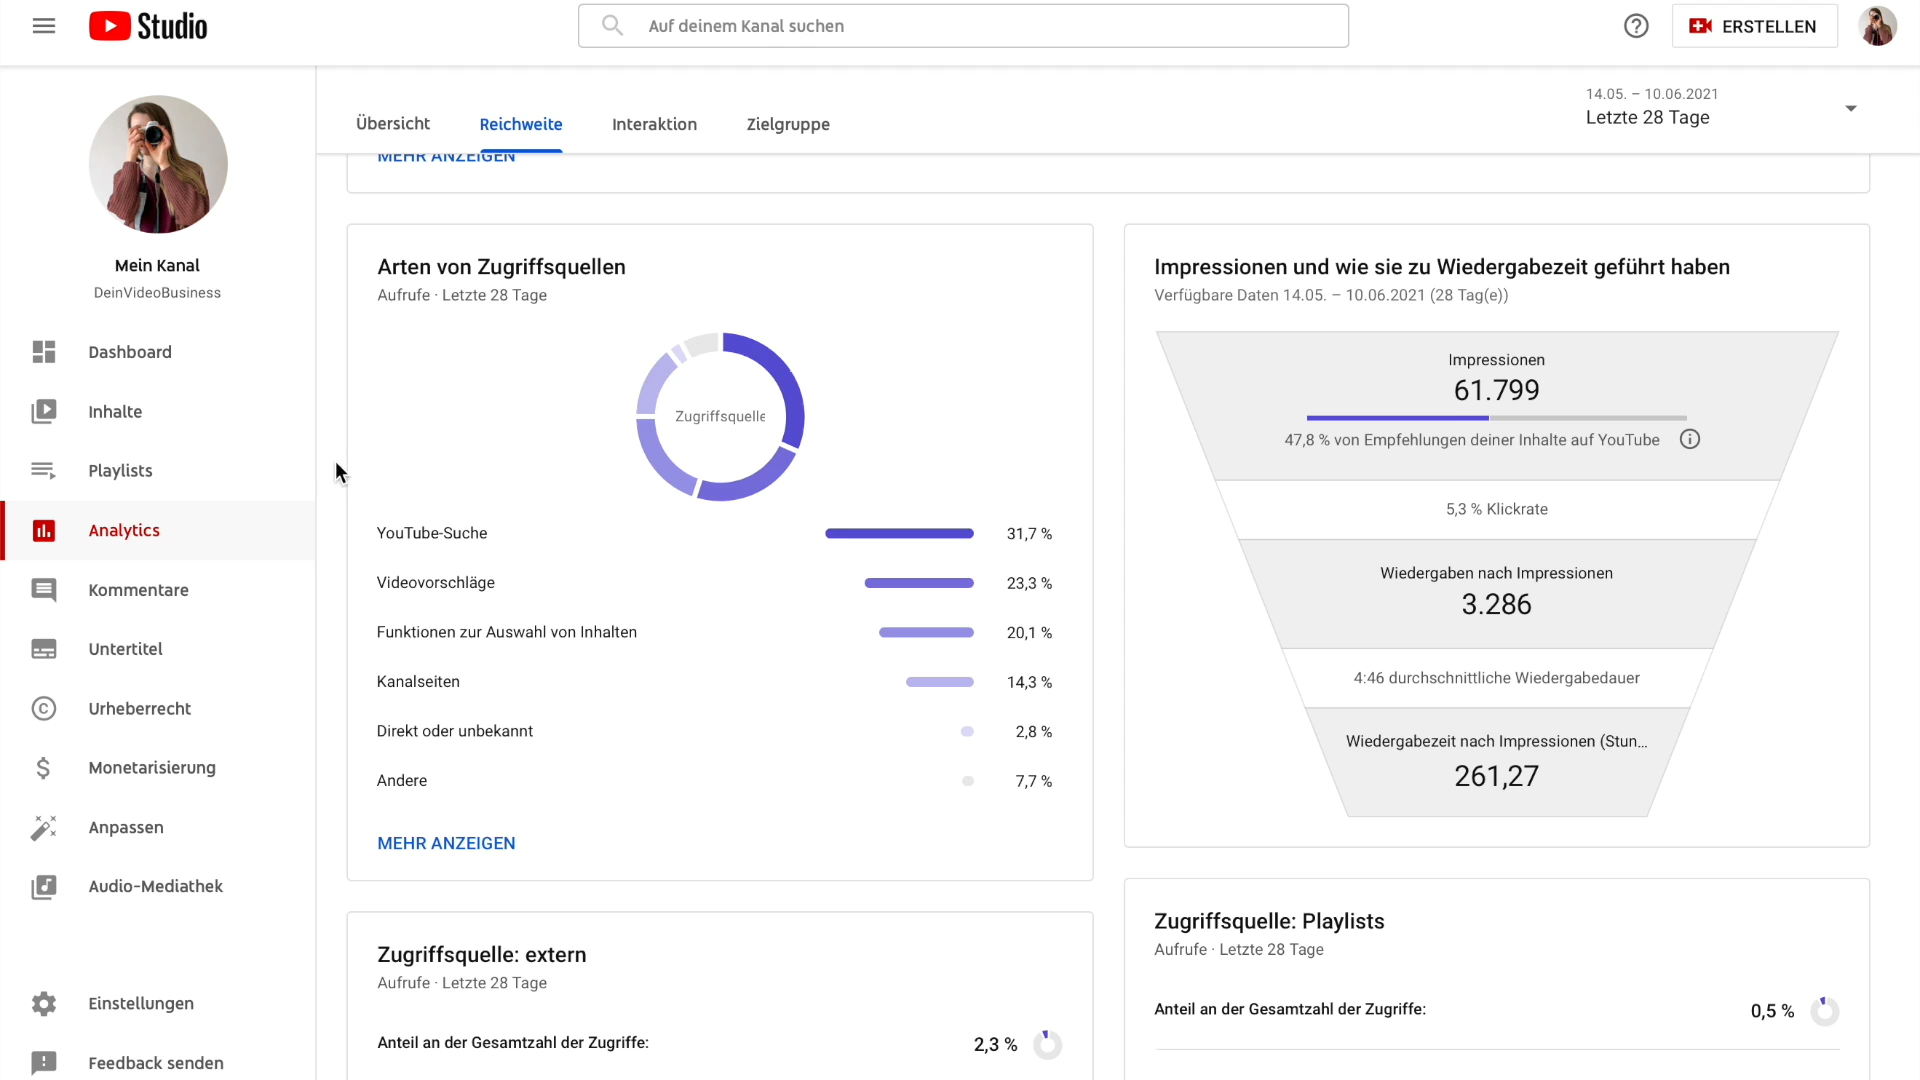 Studio
Auf deinem Kanal suchen
ERSTELLEN
Mein Kanal
DeinVideoBusiness
Dashboard
Inhalte
Playlists
Analytics
Kommentare
Untertitel
Urheberrecht
Monetarisierung
Anpassen
Audio-Mediathek
Einstellungen
Feedback senden
Übersicht
Reichweite
Interaktion
Zielgruppe
14.05. – 10.06.2021
Letzte 28 Tage
MEHR ANZEIGEN
Arten von Zugriffsquellen
Aufrufe · Letzte 28 Tage
Zugriffsquelle
YouTube-Suche 31,7 %
Videovorschläge 23,3 %
Funktionen zur Auswahl von Inhalten 20,1 %
Kanalseiten 14,3 %
Direkt oder unbekannt 2,8 %
Andere 7,7 %
MEHR ANZEIGEN
Impressionen und wie sie zu Wiedergabezeit geführt haben
Verfügbare Daten 14.05. – 10.06.2021 (28 Tag(e))
Impressionen
61.799
47,8 % von Empfehlungen deiner Inhalte auf YouTube
5,3 % Klickrate
Wiedergaben nach Impressionen
3.286
4:46 durchschnittliche Wiedergabedauer
Wiedergabezeit nach Impressionen (Stun...
261,27
Zugriffsquelle: extern
Aufrufe · Letzte 28 Tage
Anteil an der Gesamtzahl der Zugriffe: 2,3 %
Zugriffsquelle: Playlists
Aufrufe · Letzte 28 Tage
Anteil an der Gesamtzahl der Zugriffe: 0,5 %